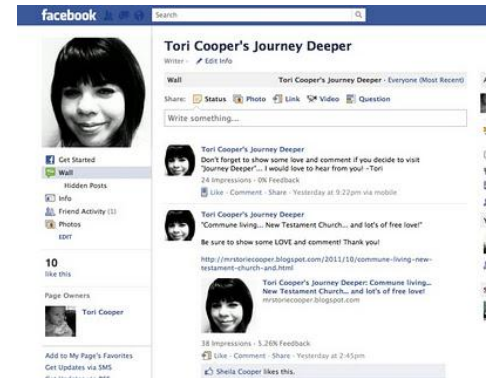 facebook
Search
Tori Cooper's Journey Deeper
Writer · Edit Info
Wall
Tori Cooper's Journey Deeper · Everyone (Most Recent)
Share: Status Photo Link Video Question
Write something...
Tori Cooper's Journey Deeper
Don't forget to show some love and comment if you decide to visit
"Journey Deeper"... I would love to hear from you! -Tori
24 Impressions · 0% Feedback
Like · Comment · Share · Yesterday at 9:22pm via mobile
Tori Cooper's Journey Deeper
"Commune living... New Testament Church... and lot's of free love!"
Be sure to show some LOVE and comment! Thank you!
http://mrstoriecooper.blogspot.com/2011/10/commune-living-new-
testament-church-and.html
Tori Cooper's Journey Deeper: Commune living...
New Testament Church... and lot's of free love!
mrstoriecooper.blogspot.com
38 Impressions · 5.26% Feedback
Like · Comment · Share · Yesterday at 2:45pm
Sheila Cooper likes this.
Get Started
Wall
Hidden Posts
Info
Friend Activity (1)
Photos
EDIT
10
like this
Page Owners
Tori Cooper
Add to My Page's Favorites
Get Updates via SMS